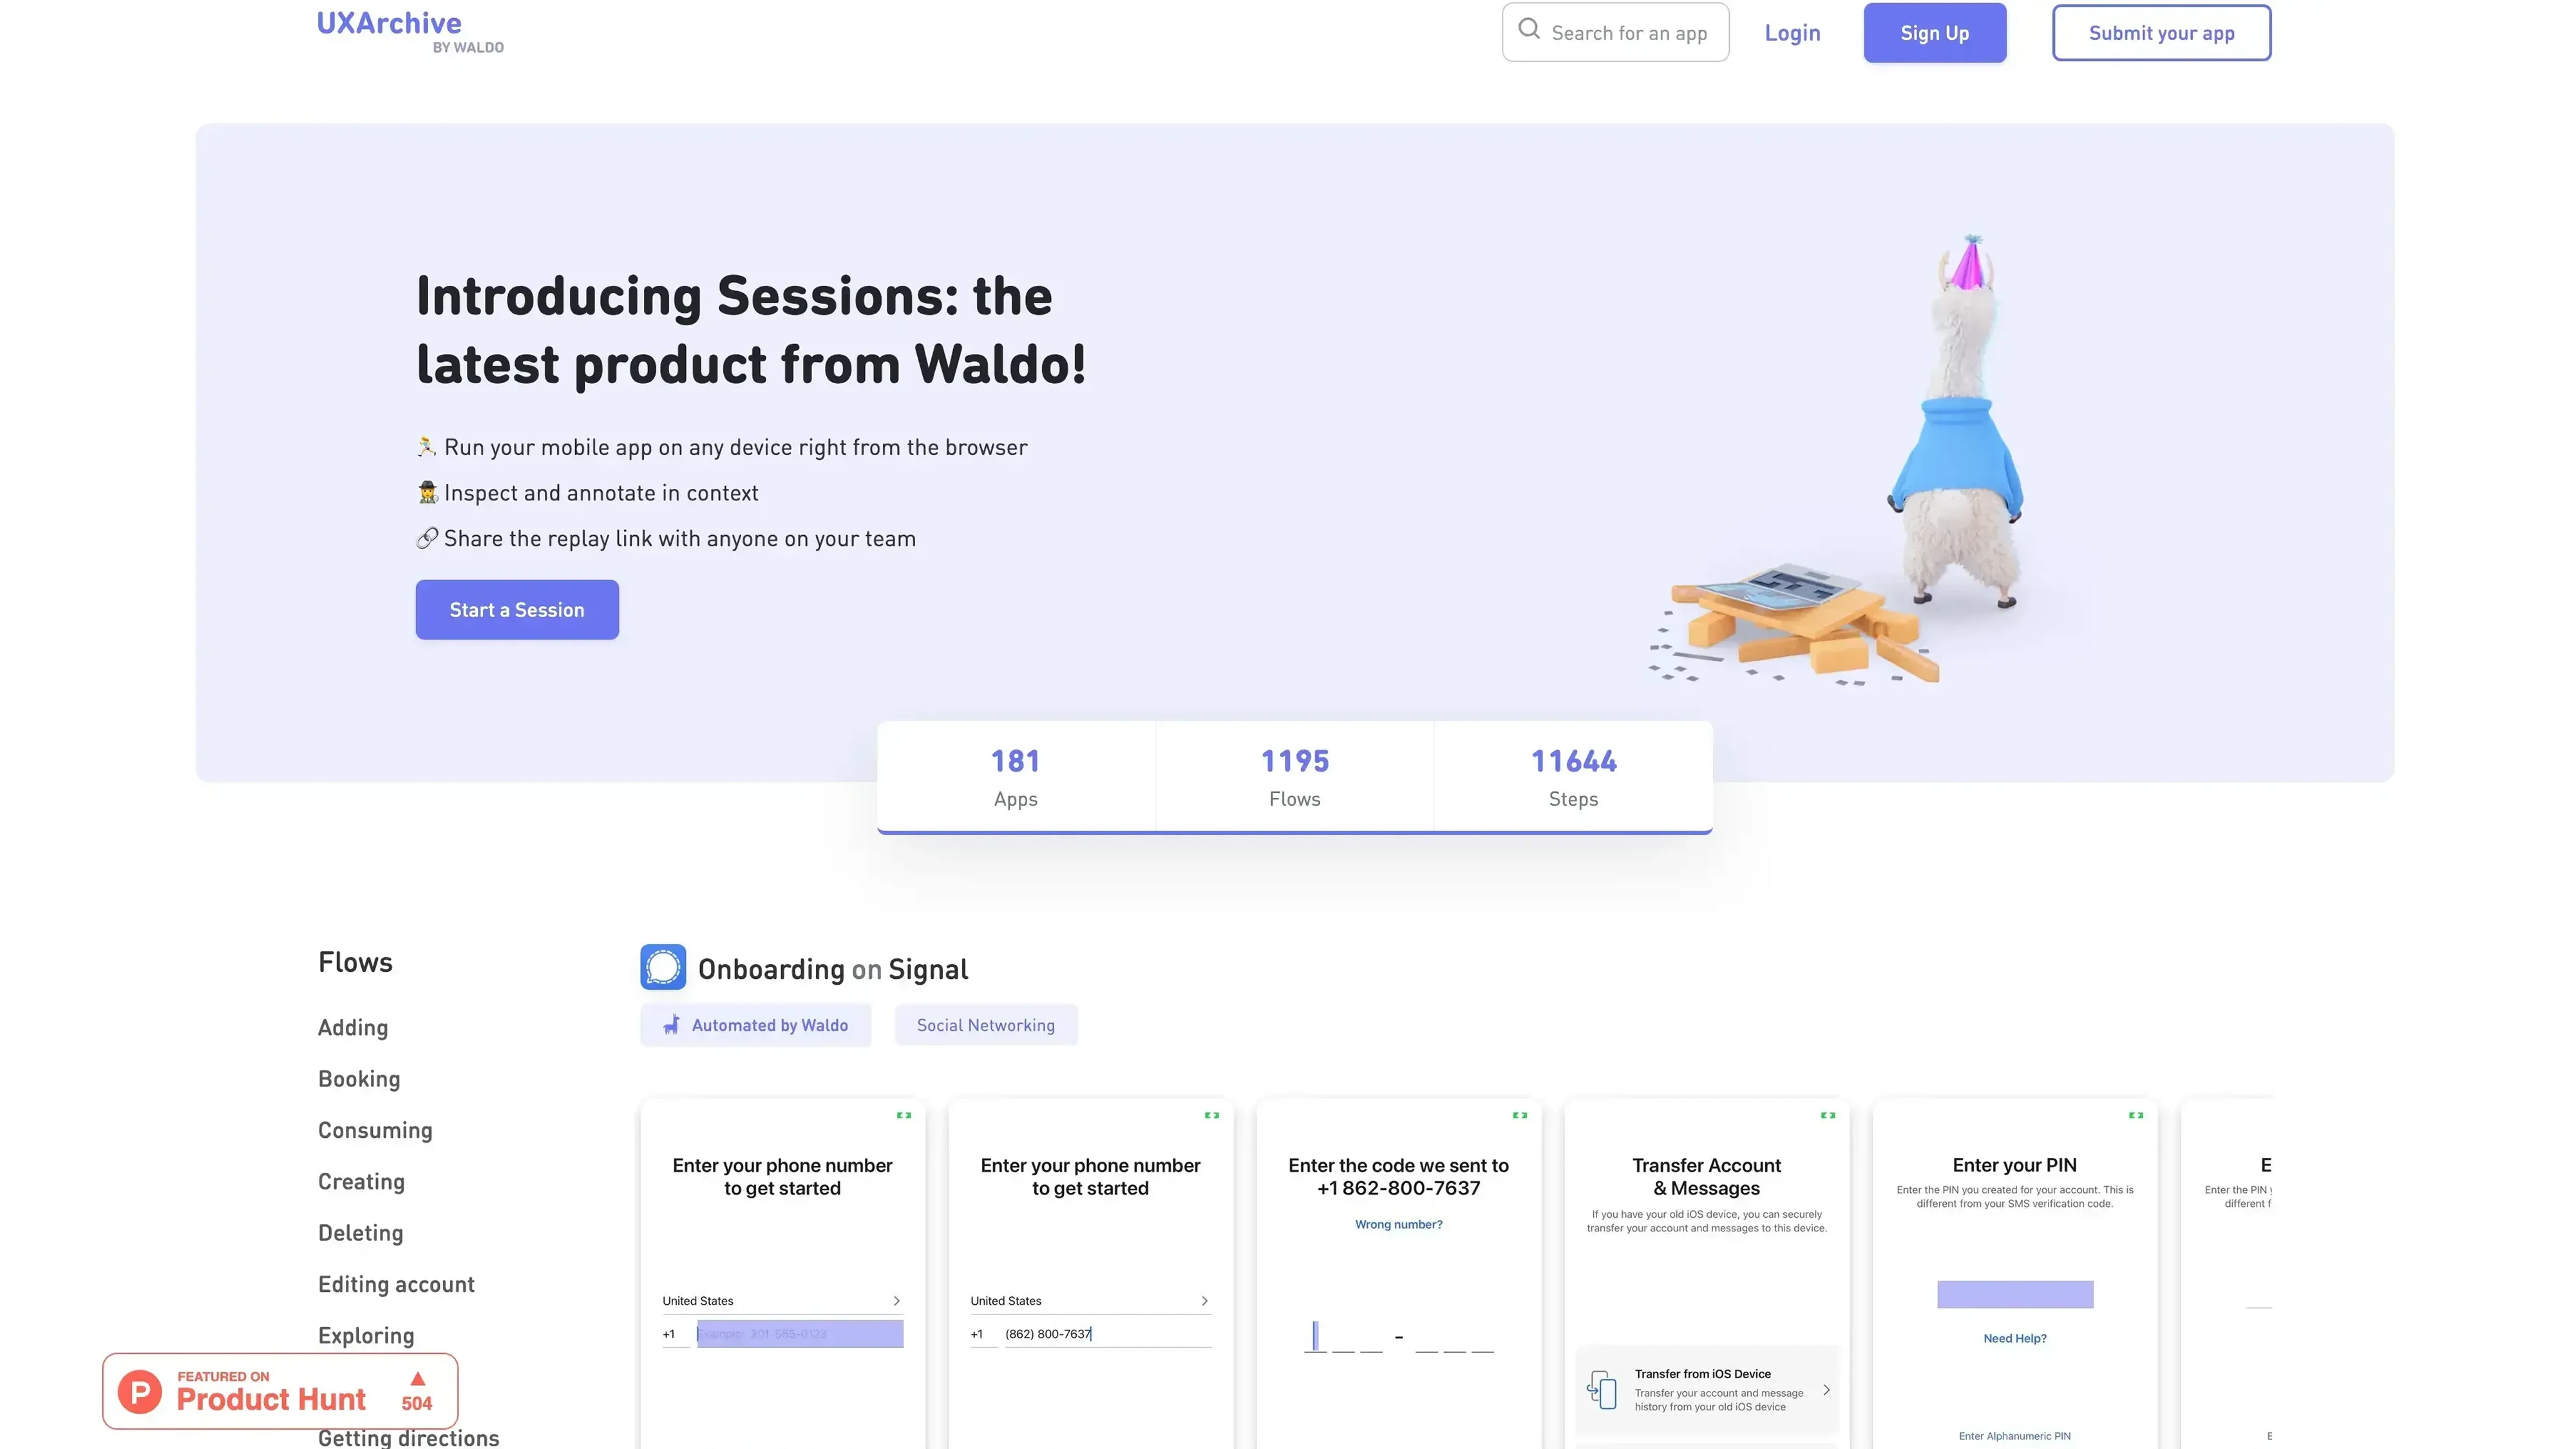 UXArchive
BY WALDO
Search for an app
Login
Sign Up
Submit your app
Introducing Sessions: the
latest product from Waldo!
Run your mobile app on any device right from the browser
Inspect and annotate in context
Share the replay link with anyone on your team
Start a Session
181
Apps
1195
Flows
11644
Steps
Flows
Adding
Booking
Consuming
Creating
Deleting
Editing account
Exploring
Getting directions
FEATURED ON
Product Hunt
504
Onboarding on Signal
Automated by Waldo
Social Networking
Enter your phone number
to get started
United States
+1
Example: 201-555-0123
Enter your phone number
to get started
United States
+1 (862) 800-7637
Enter the code we sent to
+1 862-800-7637
Wrong number?
-
Transfer Account
& Messages
If you have your old iOS device, you can securely
transfer your account and messages to this device.
Transfer from iOS Device
Transfer your account and message
history from your old iOS device
Enter your PIN
Enter the PIN you created for your account. This is
different from your SMS verification code.
Need Help?
Enter Alphanumeric PIN
E
Enter the PIN
different f
E